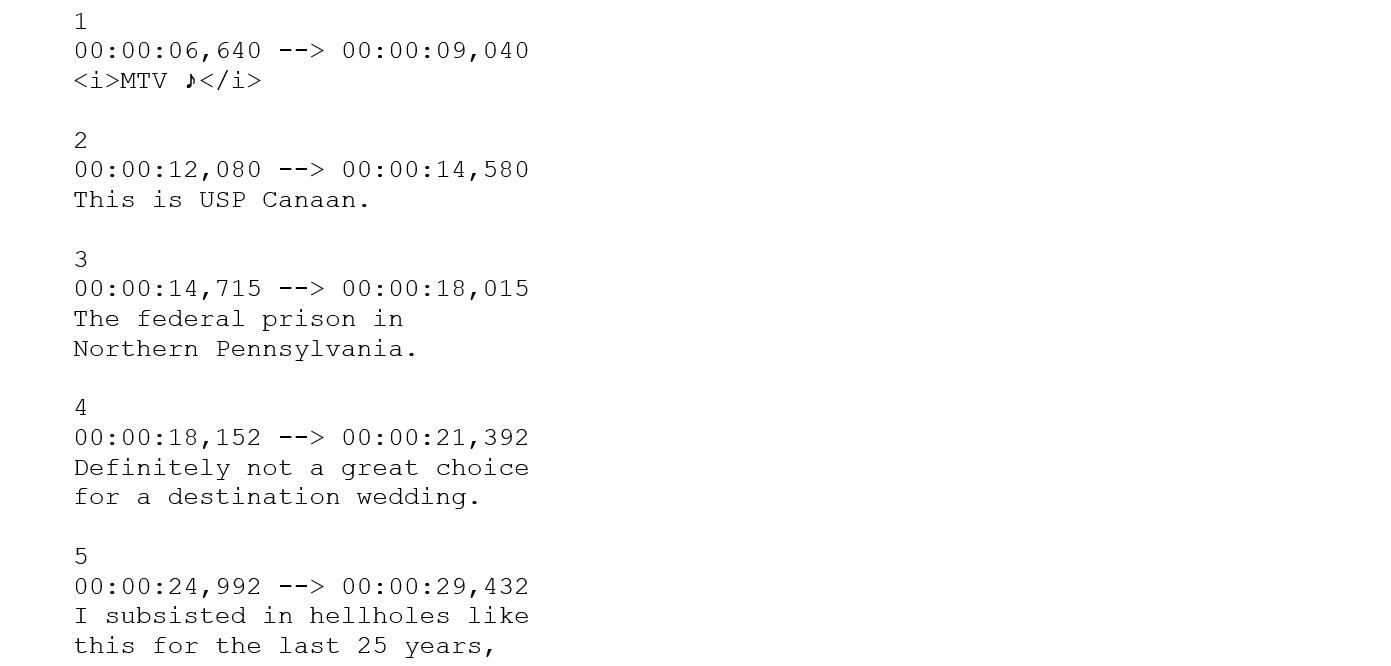 1
00:00:06,640 --> 00:00:09,040
<i>MTV ♪</i>
2
00:00:12,080 --> 00:00:14,580
This is USP Canaan.
3
00:00:14,715 --> 00:00:18,015
The federal prison in
Northern Pennsylvania.
4
00:00:18,152 --> 00:00:21,392
Definitely not a great choice
for a destination wedding.
5
00:00:24,992 --> 00:00:29,432
I subsisted in hellholes like
this for the last 25 years,